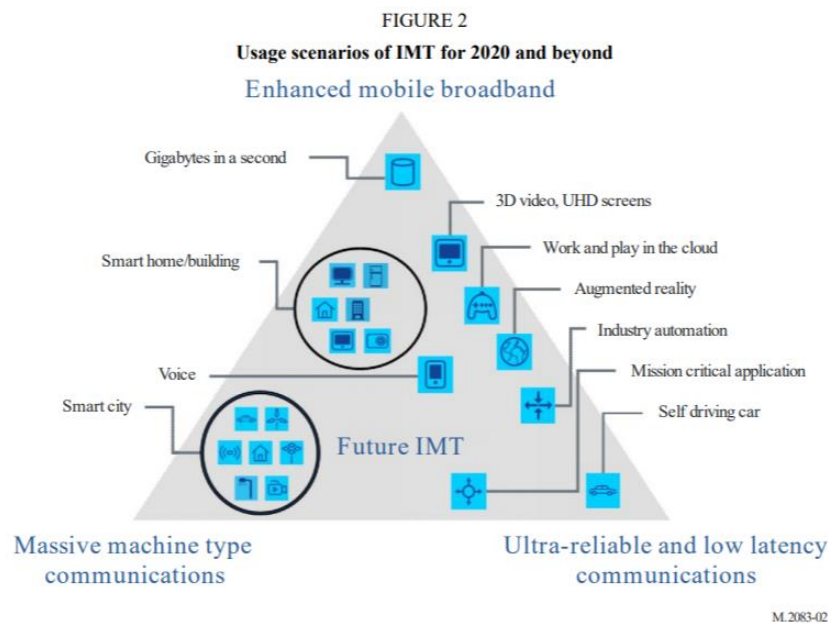 FIGURE 2
Usage scenarios of IMT for 2020 and beyond
Enhanced mobile broadband
Gigabytes in a second
3D video, UHD screens
Smart home/building
Work and play in the cloud
Augmented reality
Industry automation
Voice
Mission critical application
Smart city
Self driving car
Future IMT
Massive machine type
communications
Ultra-reliable and low latency
communications
M.2083-02